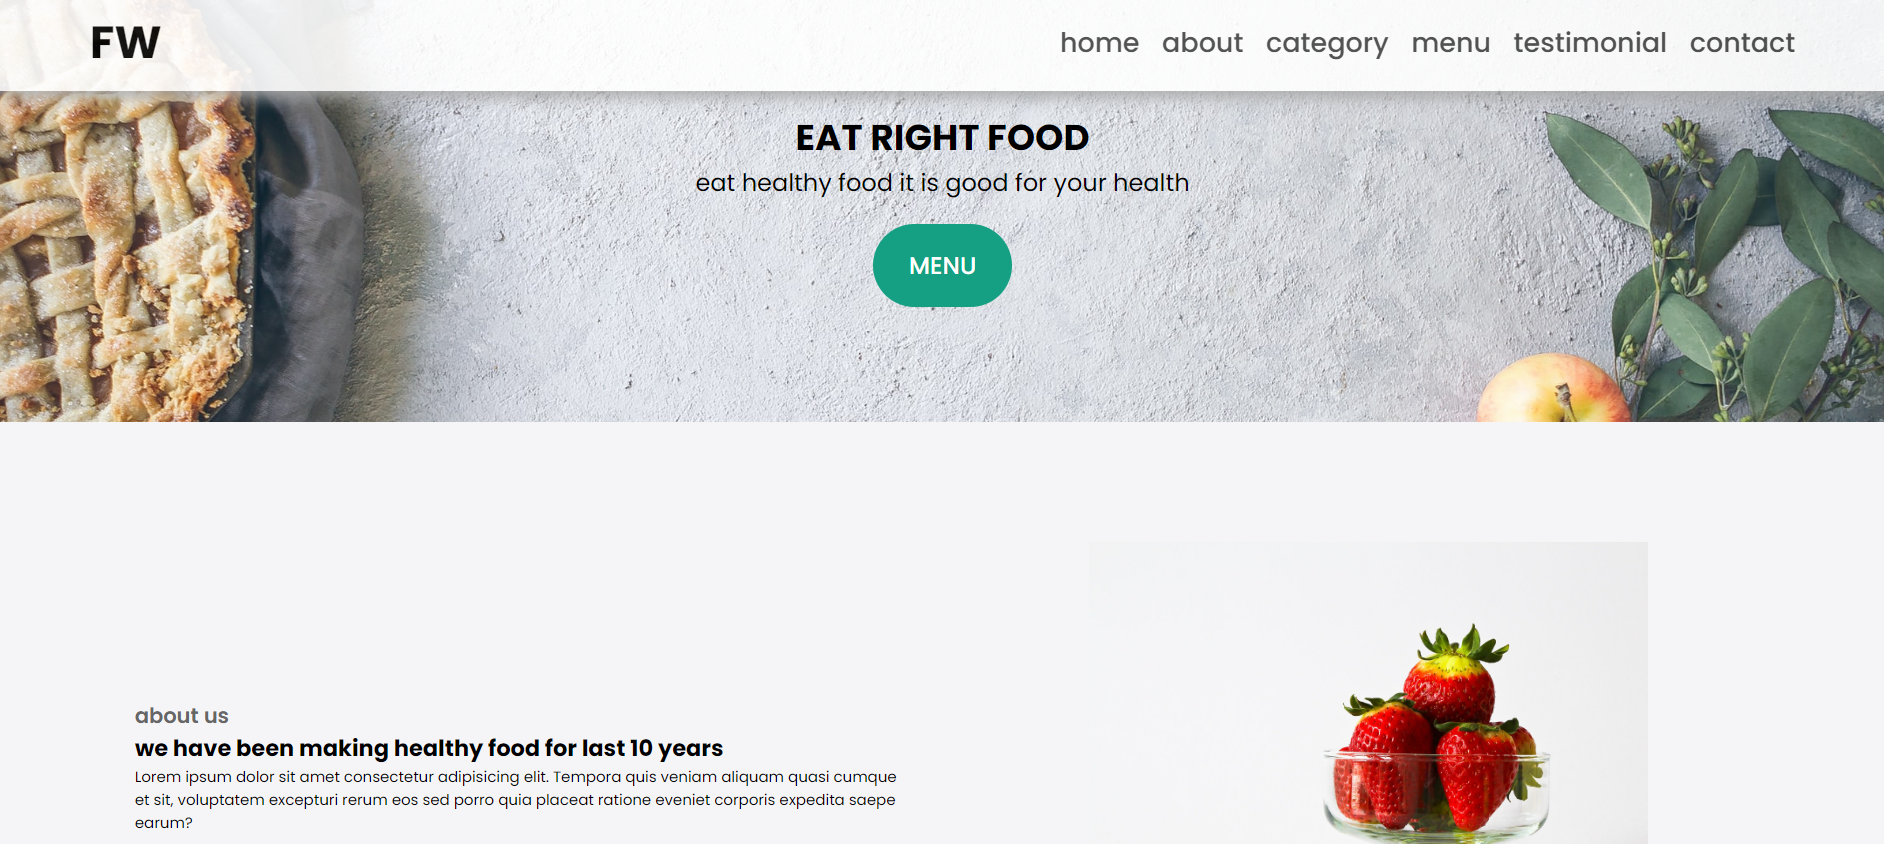 FW
home about category menu testimonial contact
EAT RIGHT FOOD
eat healthy food it is good for your health
MENU
about us
we have been making healthy food for last 10 years
Lorem ipsum dolor sit amet consectetur adipisicing elit. Tempora quis veniam aliquam quasi cumque
et sit, voluptatem excepturi rerum eos sed porro quia placeat ratione eveniet corporis expedita saepe
earum?